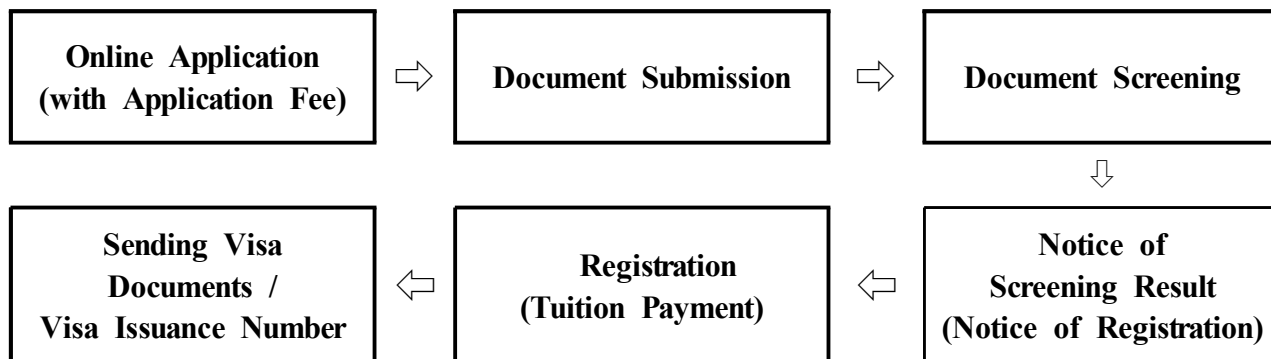 Online Application
(with Application Fee)
Document Submission
Document Screening
Notice of
Screening Result
(Notice of Registration)
Registration
(Tuition Payment)
Sending Visa
Documents /
Visa Issuance Number